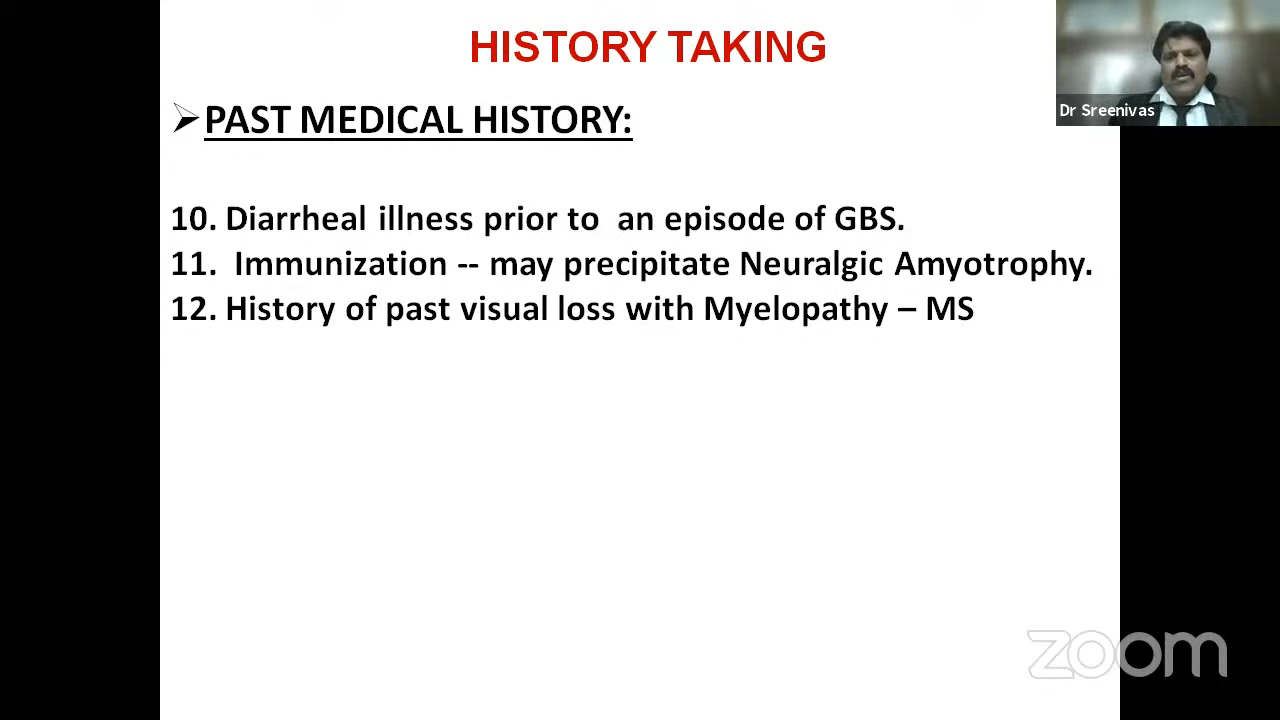 HISTORY TAKING
Dr Sreenivas
PAST MEDICAL HISTORY:
10. Diarrheal illness prior to an episode of GBS.
11. Immunization -- may precipitate Neuralgic Amyotrophy.
12. History of past visual loss with Myelopathy – MS
zoom